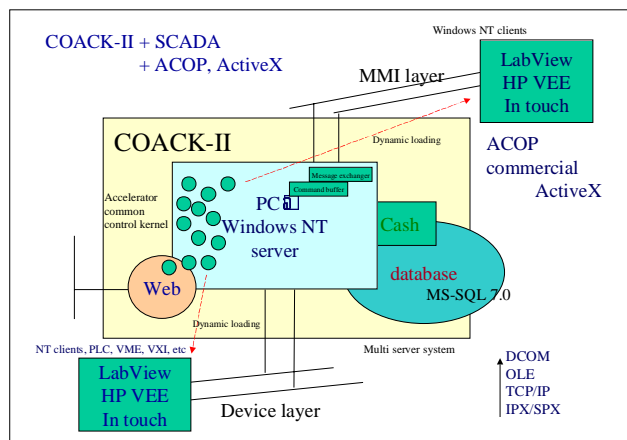 COACK-II + SCADA
+ ACOP, ActiveX
Windows NT clients
LabView
HP VEE
In touch
MMI layer
Dynamic loading
COACK-II
ACOP
commercial
ActiveX
Message exchanger
Command buffer
Accelerator
common
control kernel
PC
Windows NT
server
Cash
Web
database
MS-SQL 7.0
Dynamic loading
NT clients, PLC, VME, VXI, etc
Multi server system
LabView
HP VEE
In touch
Device layer
DCOM
OLE
TCP/IP
IPX/SPX